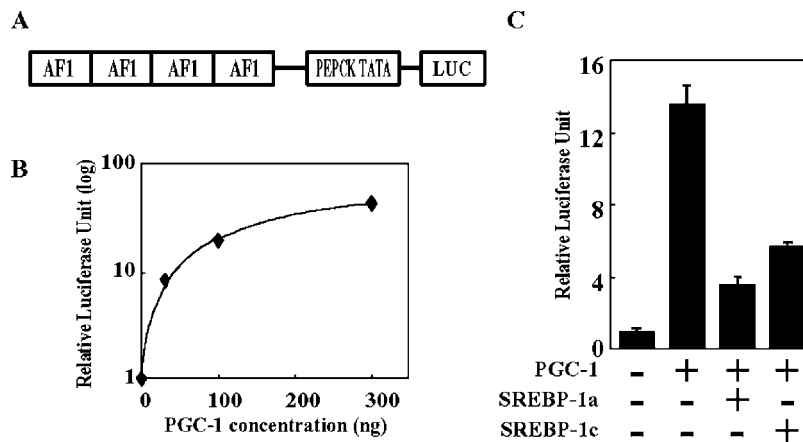 A
AF1 AF1 AF1 AF1 PEPCK TATA LUC
B
Relative Luciferase Unit (log)
100
10
1
0 100 200 300
PGC-1 concentration (ng)
C
Relative Luciferase Unit
16
12
8
4
0
PGC-1 - + + +
SREBP-1a - - + -
SREBP-1c - - - +